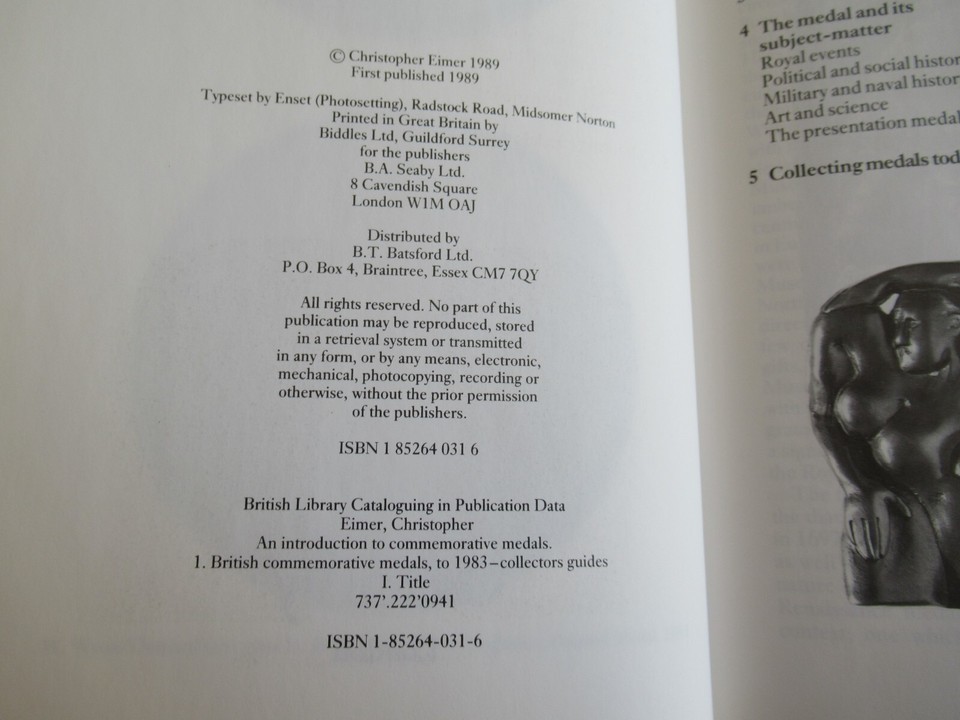 © Christopher Eimer 1989
First published 1989
Typeset by Enset (Photosetting), Radstock Road, Midsomer Norton
Printed in Great Britain by
Biddles Ltd, Guildford Surrey
for the publishers
B.A. Seaby Ltd.
8 Cavendish Square
London W1M OAJ
Distributed by
B.T. Batsford Ltd.
P.O. Box 4, Braintree, Essex CM7 7QY
All rights reserved. No part of this
publication may be reproduced, stored
in a retrieval system or transmitted
in any form, or by any means, electronic,
mechanical, photocopying, recording or
otherwise, without the prior permission
of the publishers.
ISBN 1 85264 031 6
British Library Cataloguing in Publication Data
Eimer, Christopher
An introduction to commemorative medals.
1. British commemorative medals, to 1983–collectors guides
I. Title
737'.222'0941
ISBN 1-85264-031-6
4 The medal and its
subject-matter
Royal events
Political and social histor
Military and naval histor
Art and science
The presentation medal
5 Collecting medals tod